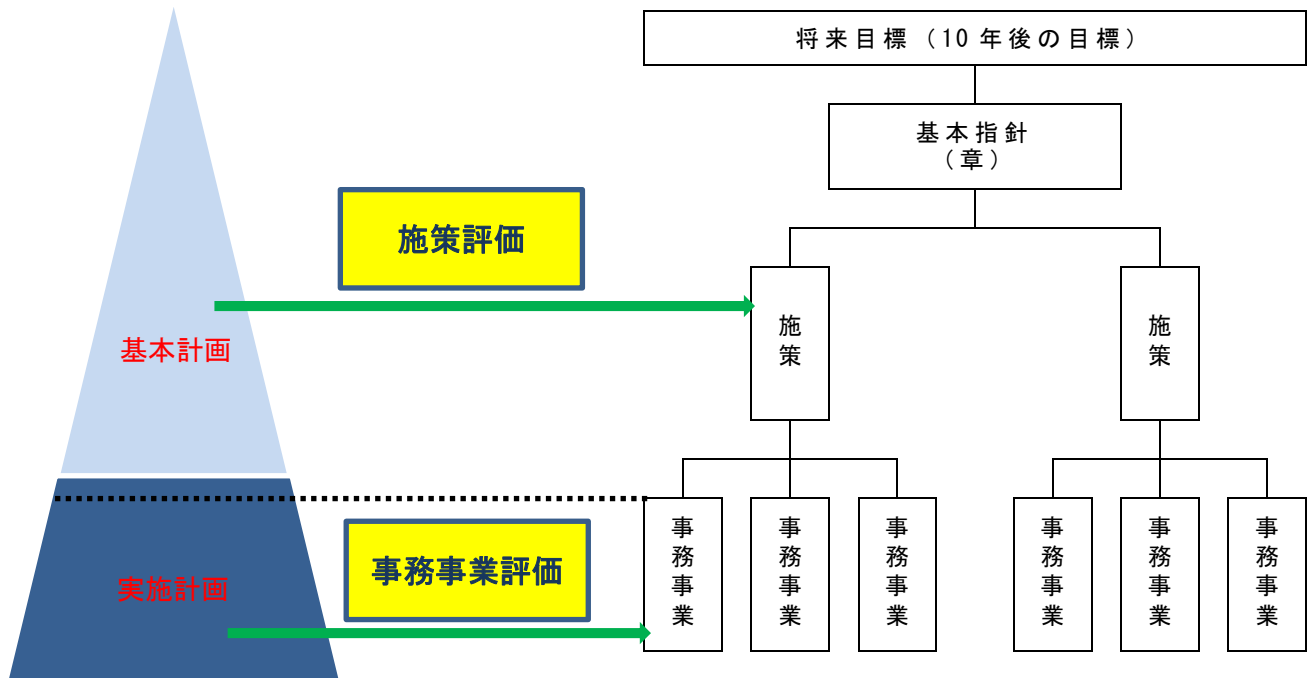 将来目標（10年後の目標）
基本指針
（章）
施策評価
基本計画
施策
施策
事務事業評価
実施計画
事務事業
事務事業
事務事業
事務事業
事務事業
事務事業